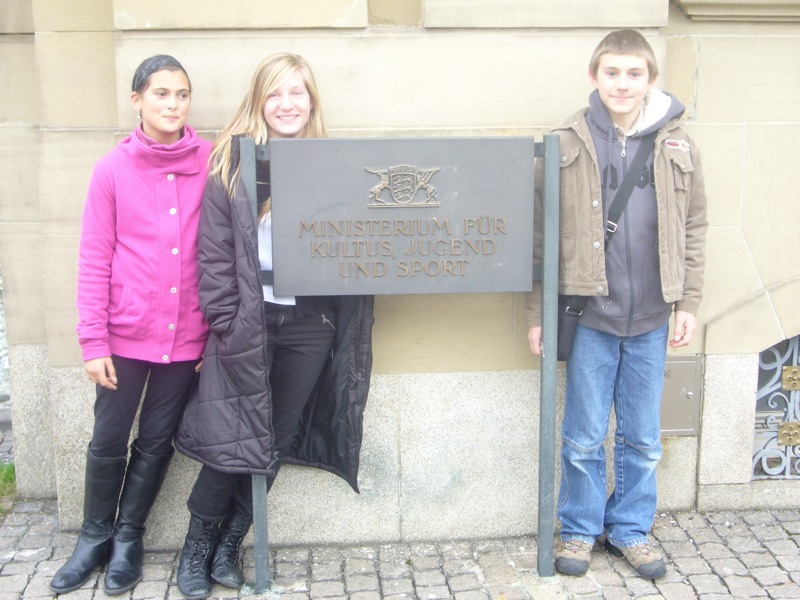 MINISTERIUM FÜR
KULTUS, JUGEND
UND SPORT